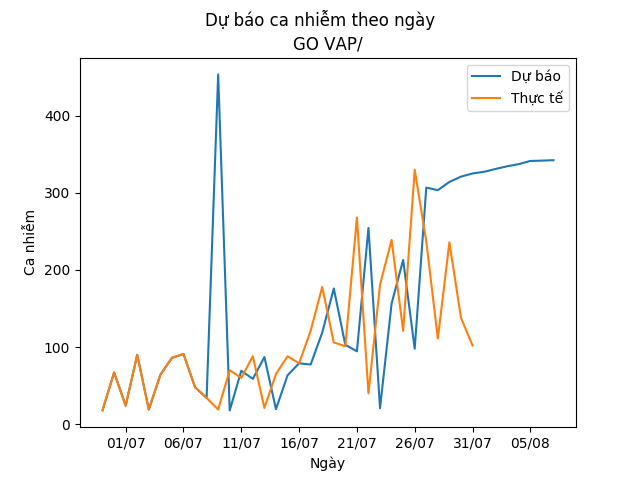 Dự báo ca nhiễm theo ngày
GO VAP/
Dự báo
Thực tế
Ca nhiễm
400
300
200
100
0
01/07 06/07 11/07 16/07 21/07 26/07 31/07 05/08
Ngày